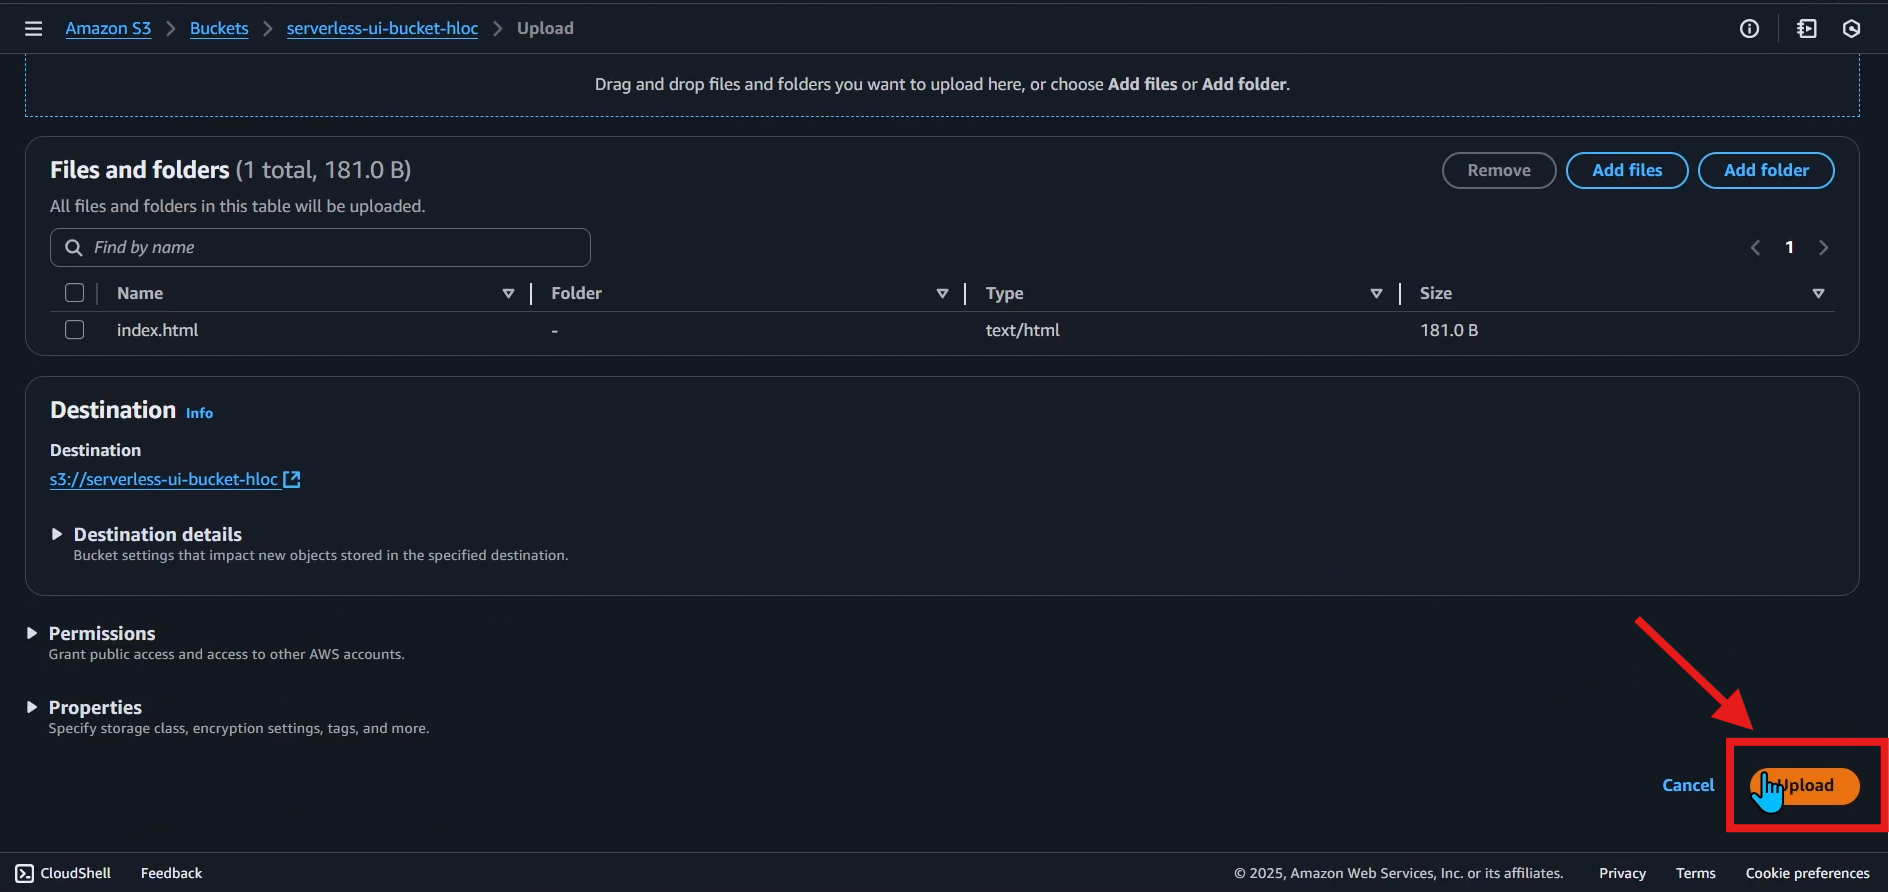 Amazon S3 > Buckets > serverless-ui-bucket-hloc > Upload
Drag and drop files and folders you want to upload here, or choose Add files or Add folder.
Files and folders (1 total, 181.0 B)
Remove Add files Add folder
All files and folders in this table will be uploaded.
Find by name
1
Name Folder Type Size
index.html - text/html 181.0 B
Destination Info
Destination
s3://serverless-ui-bucket-hloc
Destination details
Bucket settings that impact new objects stored in the specified destination.
Permissions
Grant public access and access to other AWS accounts.
Properties
Specify storage class, encryption settings, tags, and more.
Cancel Upload
CloudShell Feedback © 2025, Amazon Web Services, Inc. or its affiliates. Privacy Terms Cookie preferences